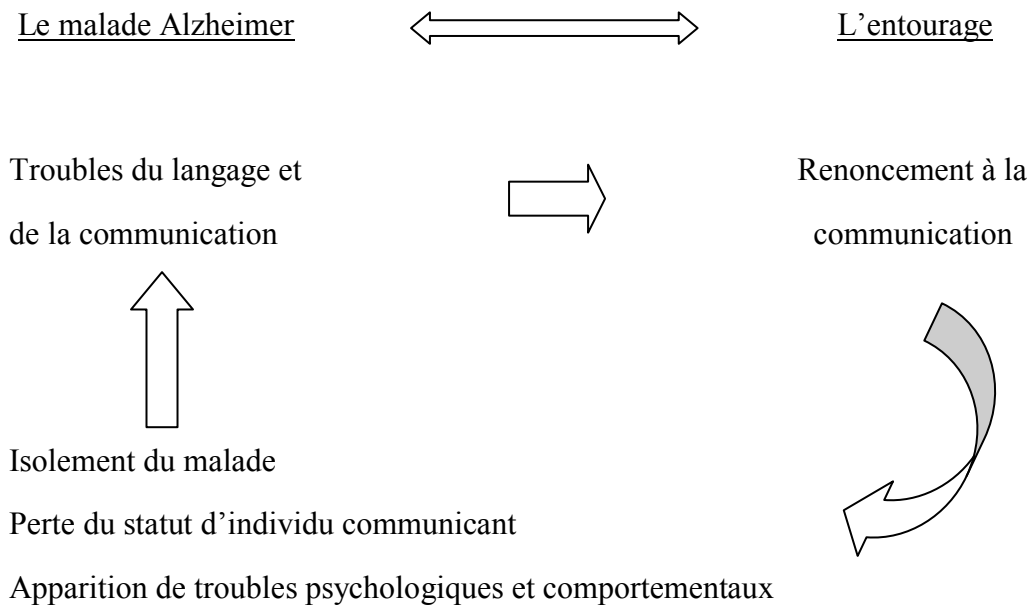 Le malade Alzheimer
L’entourage
Troubles du langage et
de la communication
Renoncement à la
communication
Isolement du malade
Perte du statut d’individu communicant
Apparition de troubles psychologiques et comportementaux